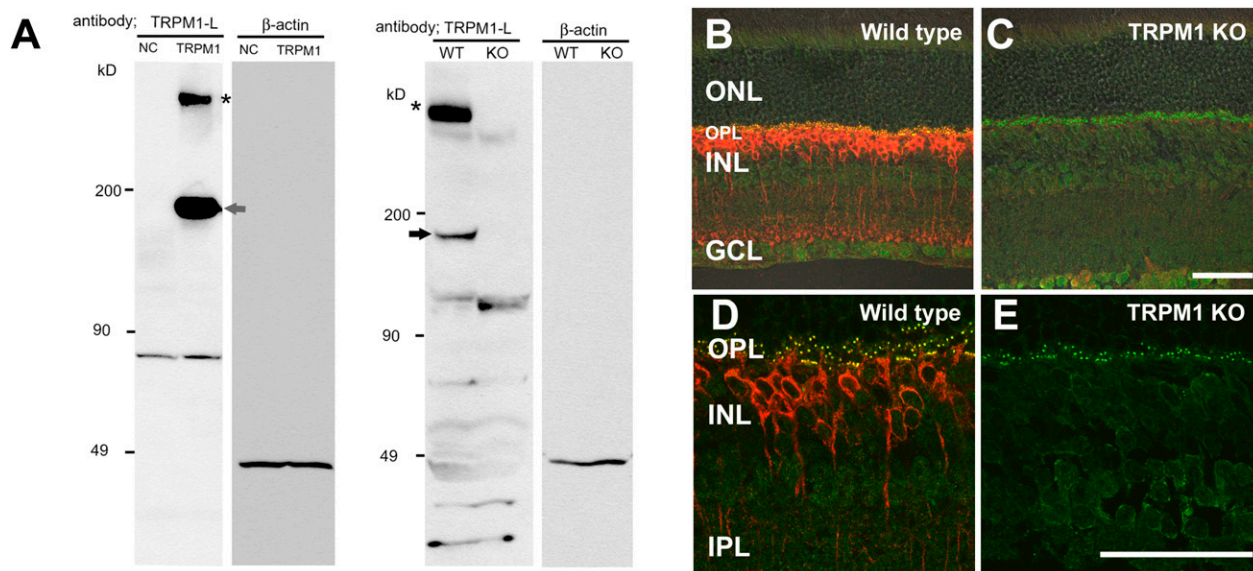 A
antibody; TRPM1-L
β-actin
NC TRPM1
NC TRPM1
kD
*
200
90
49
antibody; TRPM1-L
β-actin
WT KO
WT KO
kD
*
200
90
49
B
Wild type
ONL
OPL
INL
GCL
C
TRPM1 KO
D
Wild type
OPL
INL
IPL
E
TRPM1 KO